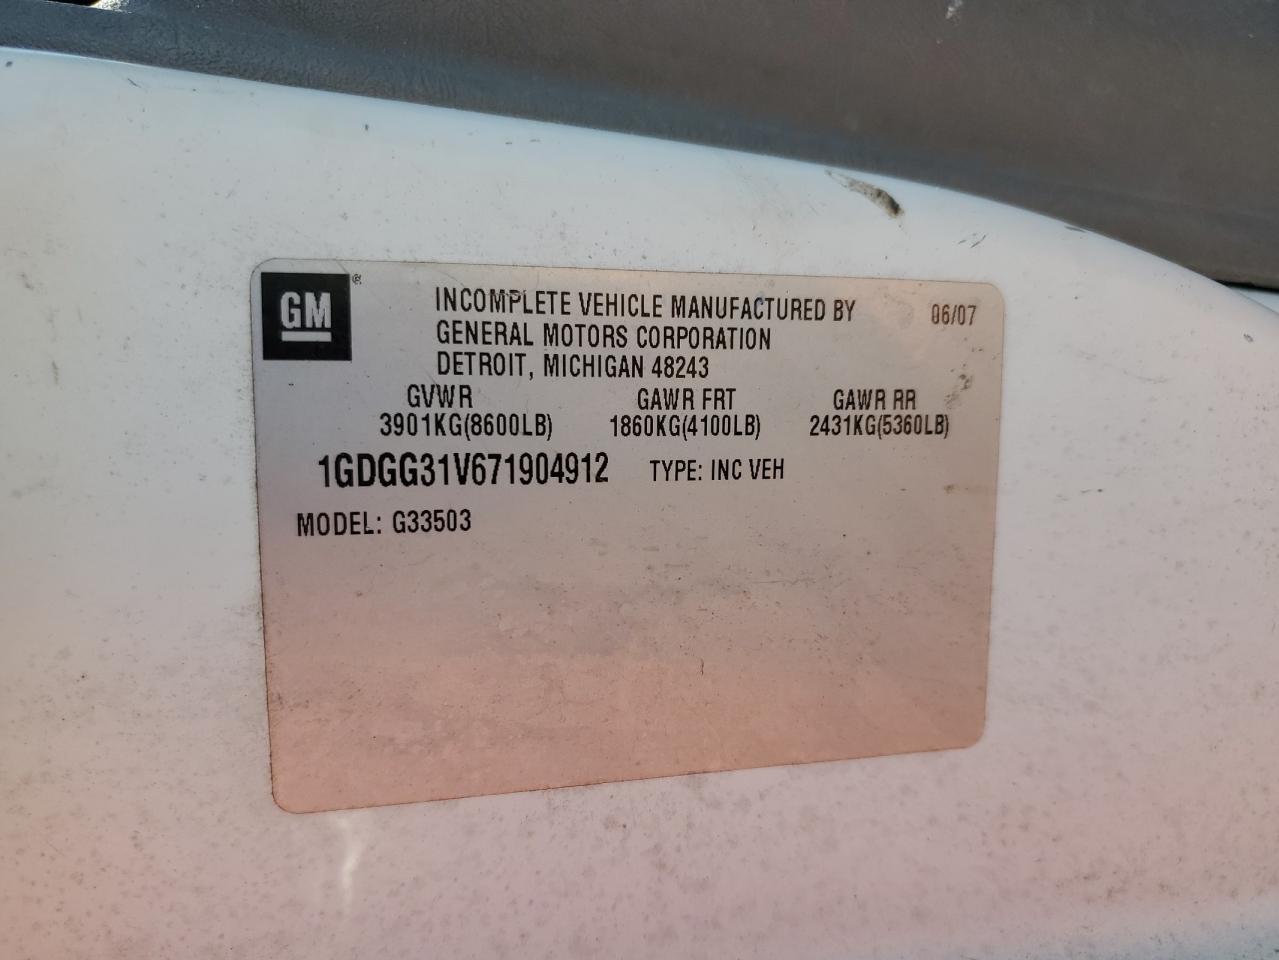 GM ®
INCOMPLETE VEHICLE MANUFACTURED BY 06/07
GENERAL MOTORS CORPORATION
DETROIT, MICHIGAN 48243
GVWR GAWR FRT GAWR RR
3901KG(8600LB) 1860KG(4100LB) 2431KG(5360LB)
1GDGG31V671904912 TYPE: INC VEH
MODEL: G33503